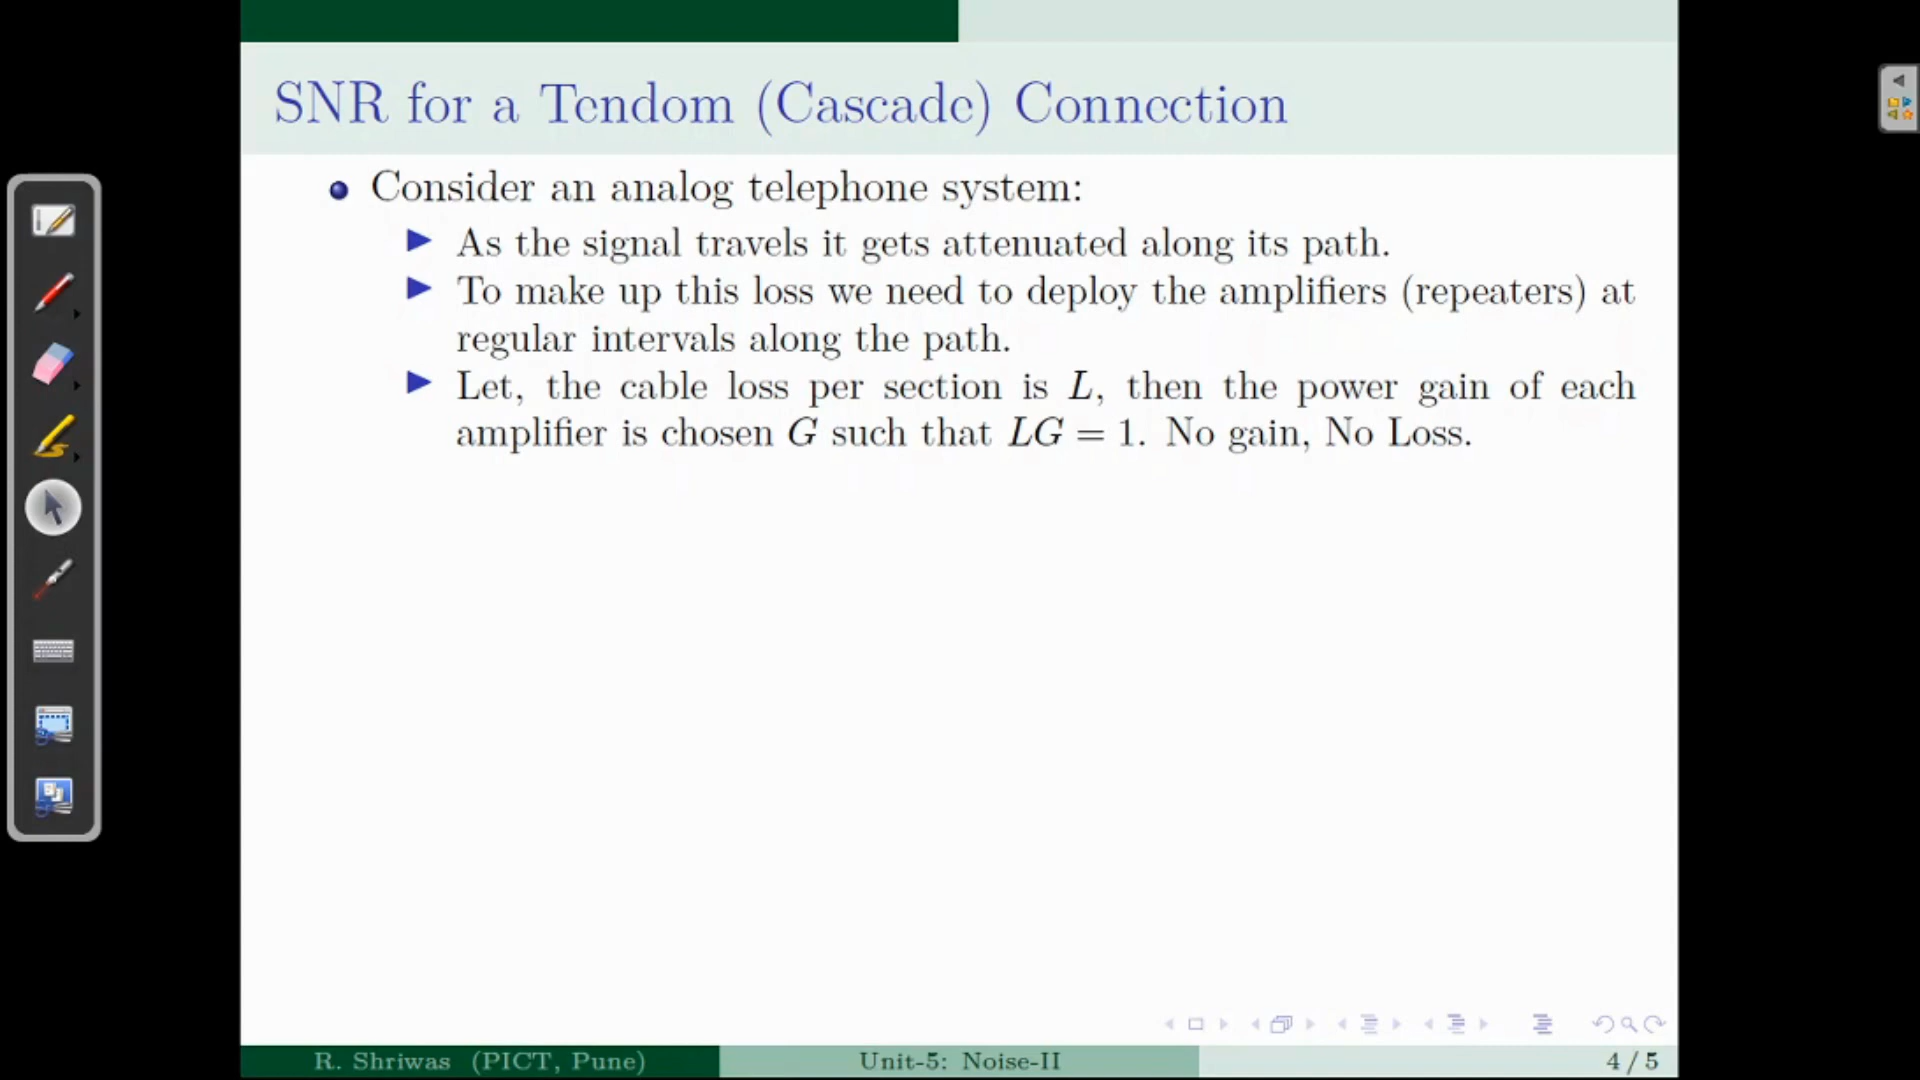 SNR for a Tendom (Cascade) Connection
Consider an analog telephone system:
As the signal travels it gets attenuated along its path.
To make up this loss we need to deploy the amplifiers (repeaters) at
regular intervals along the path.
Let, the cable loss per section is L, then the power gain of each
amplifier is chosen G such that LG = 1. No gain, No Loss.
R. Shriwas (PICT, Pune) Unit-5: Noise-II 4 / 5